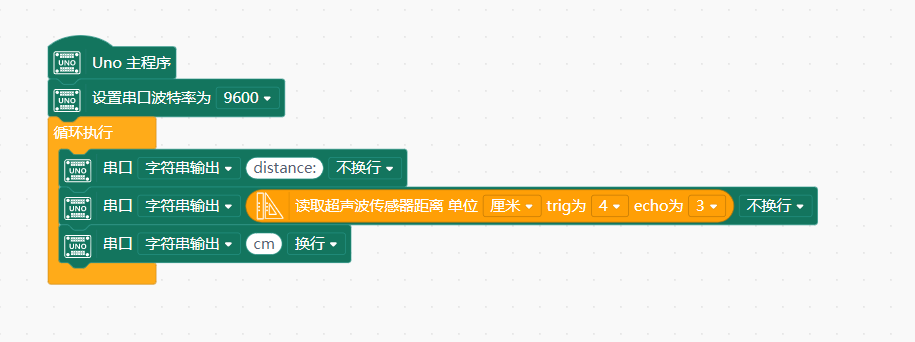 UNO Uno 主程序
UNO 设置串口波特率为 9600
循环执行
UNO 串口 字符串输出 distance: 不换行
UNO 串口 字符串输出 读取超声波传感器距离 单位 厘米 trig为 4 echo为 3 不换行
UNO 串口 字符串输出 cm 换行